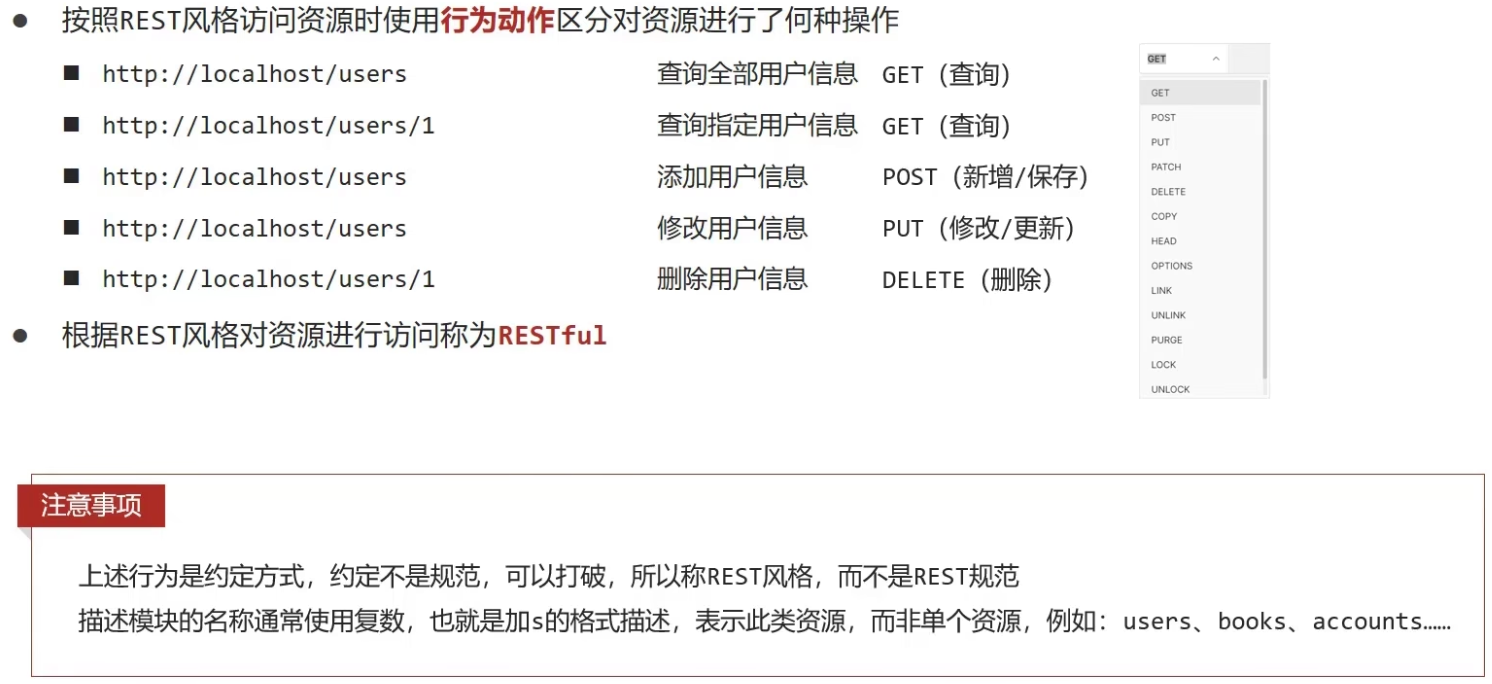 按照REST风格访问资源时使用行为动作区分对资源进行了何种操作
http://localhost/users 查询全部用户信息 GET（查询）
http://localhost/users/1 查询指定用户信息 GET（查询）
http://localhost/users 添加用户信息 POST（新增/保存）
http://localhost/users 修改用户信息 PUT（修改/更新）
http://localhost/users/1 删除用户信息 DELETE（删除）
根据REST风格对资源进行访问称为RESTful
GET
GET
POST
PUT
PATCH
DELETE
COPY
HEAD
OPTIONS
LINK
UNLINK
PURGE
LOCK
UNLOCK
注意事项
上述行为是约定方式，约定不是规范，可以打破，所以称REST风格，而不是REST规范
描述模块的名称通常使用复数，也就是加s的格式描述，表示此类资源，而非单个资源，例如：users、books、accounts……